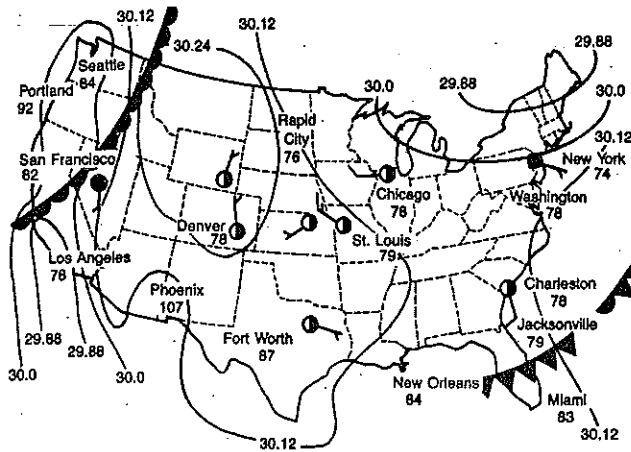 30.12
30.24
30.12
29.88
29.88
30.0
30.0
30.12
Seattle
84
Portland
92
San Francisco
82
Los Angeles
78
Rapid
City
76
Denver
78
Phoenix
107
Fort Worth
87
Chicago
78
St. Louis
79
New York
74
Washington
78
Charleston
78
Jacksonville
79
New Orleans
84
Miami
83
29.88
29.88
30.0
30.0
30.12
30.12